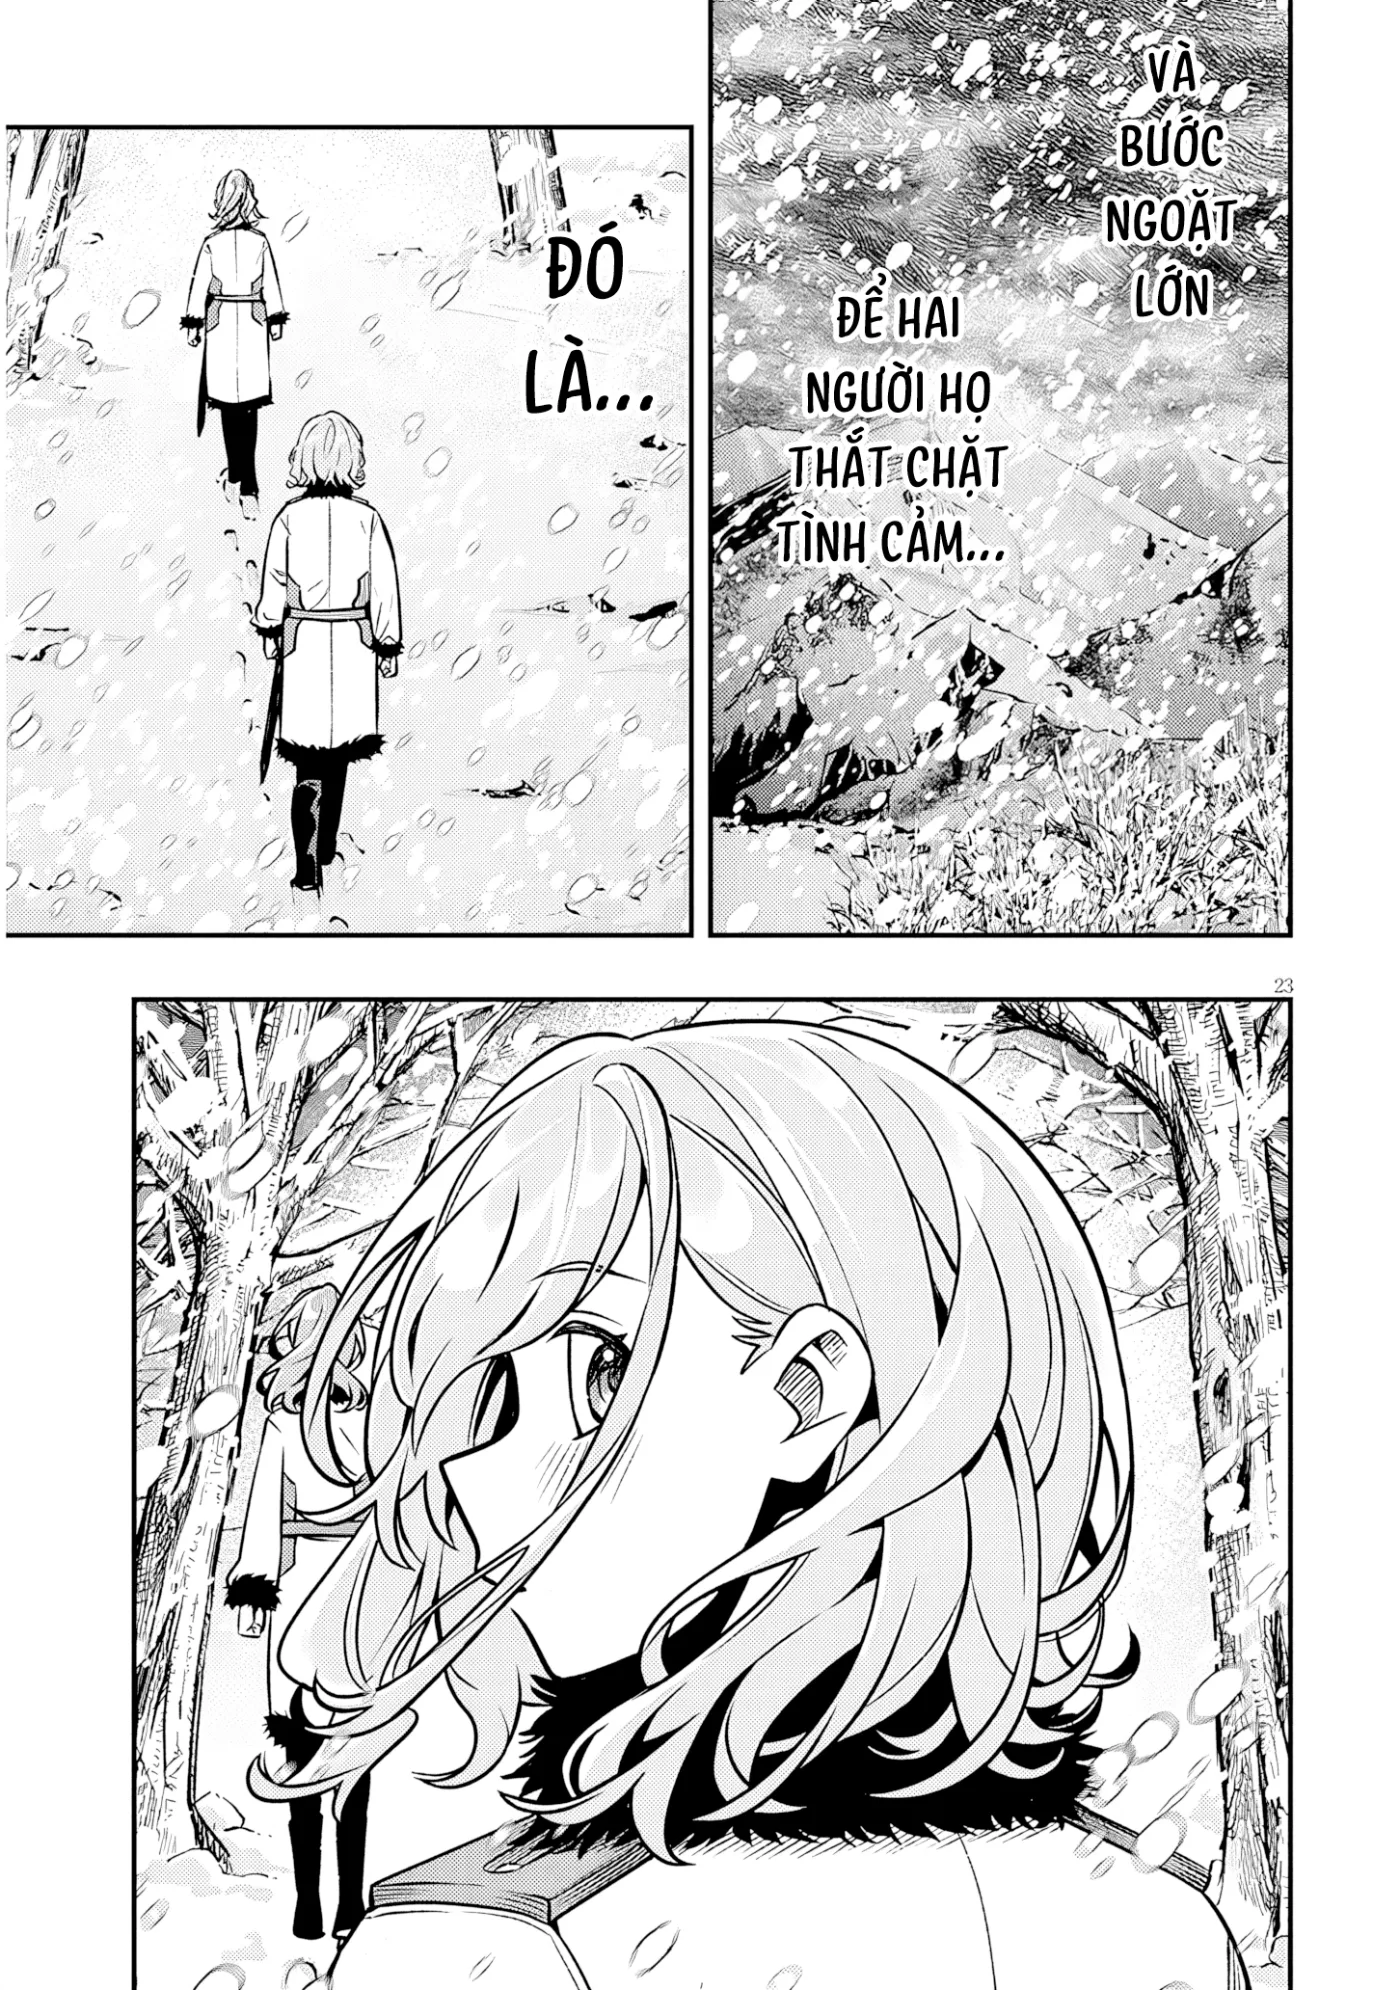 VÀ
BƯỚC
NGOẶT
LỚN
ĐỂ HAI
NGƯỜI HỌ
THẮT CHẶT
TÌNH CẢM...
ĐÓ
LÀ...
23